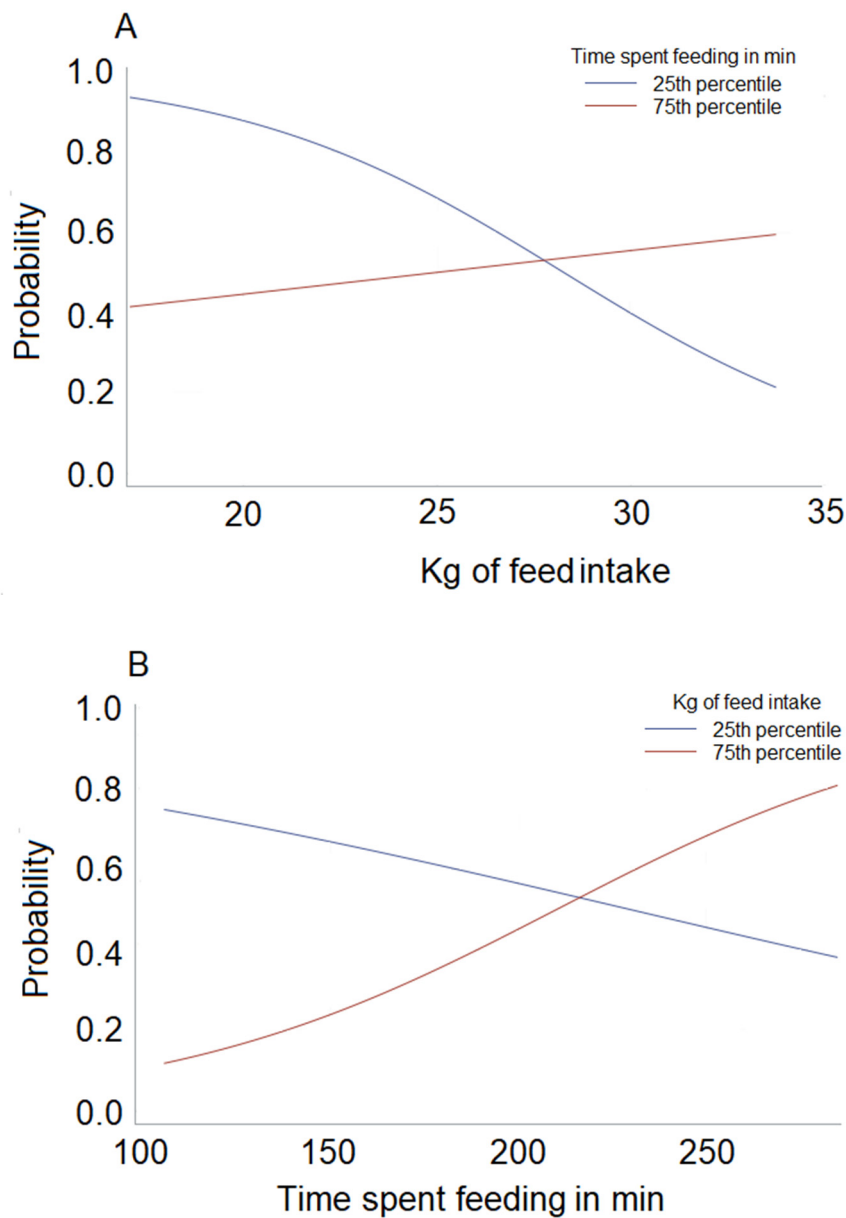 A
Time spent feeding in min
25th percentile
75th percentile
1.0
0.8
0.6
0.4
0.2
0.0
Probability
20 25 30 35
Kg of feed intake
B
Kg of feed intake
25th percentile
75th percentile
1.0
0.8
0.6
0.4
0.2
0.0
Probability
100 150 200 250
Time spent feeding in min